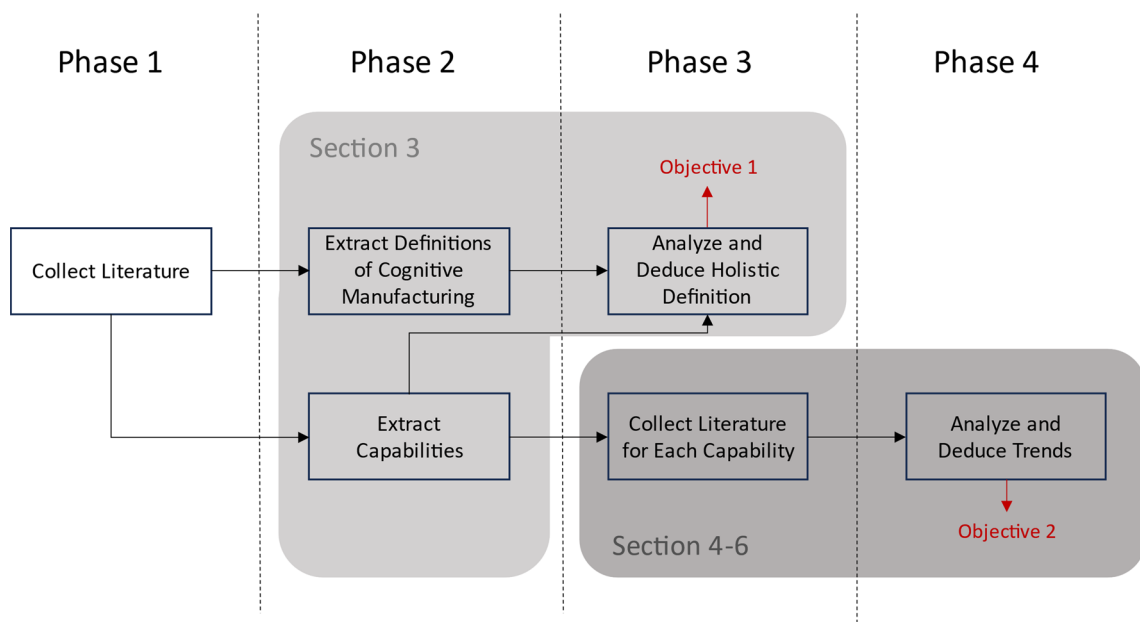 Phase 1
Phase 2
Phase 3
Phase 4
Section 3
Objective 1
Collect Literature
Extract Definitions
of Cognitive
Manufacturing
Analyze and
Deduce Holistic
Definition
Extract
Capabilities
Collect Literature
for Each Capability
Analyze and
Deduce Trends
Objective 2
Section 4-6